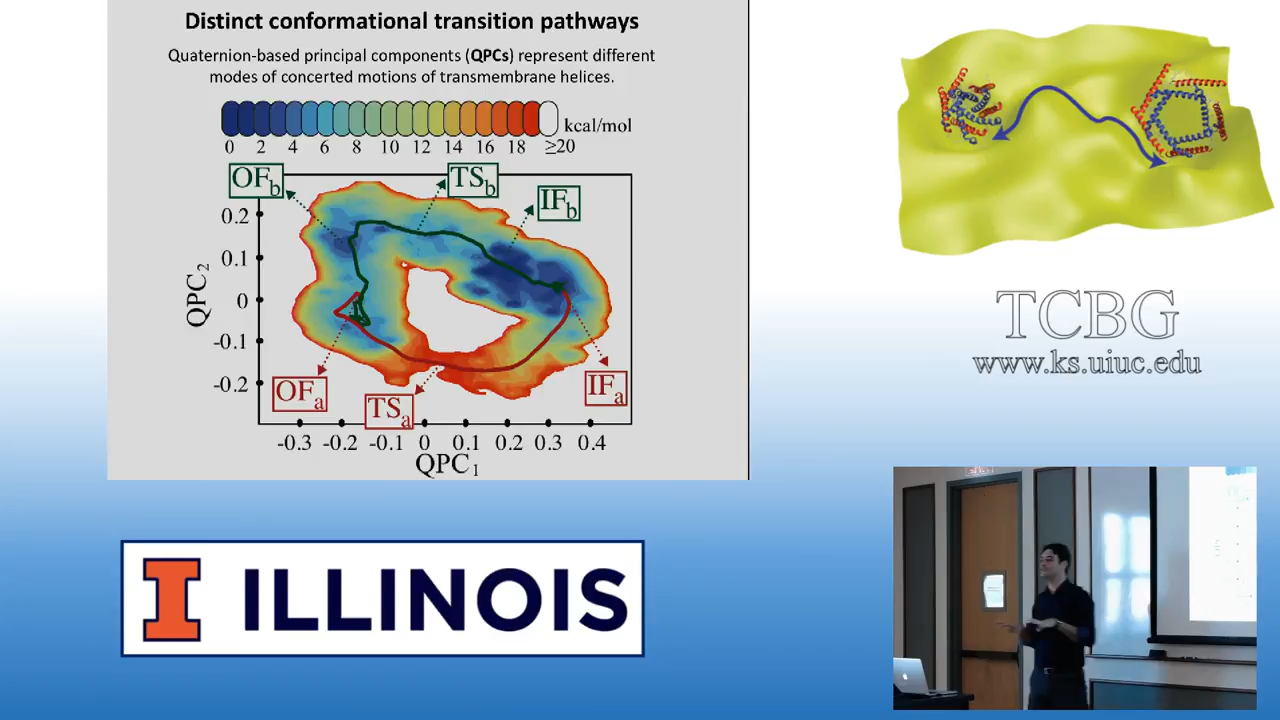 Distinct conformational transition pathways
Quaternion-based principal components (QPCs) represent different
modes of concerted motions of transmembrane helices.
kcal/mol
0 2 4 6 8 10 12 14 16 18 ≥20
OFb
TSb
IFb
0.2
0.1
0
-0.1
-0.2
QPC2
OFa
TSa
IFa
-0.3 -0.2 -0.1 0 0.1 0.2 0.3 0.4
QPC1
TCBG
www.ks.uiuc.edu
I ILLINOIS